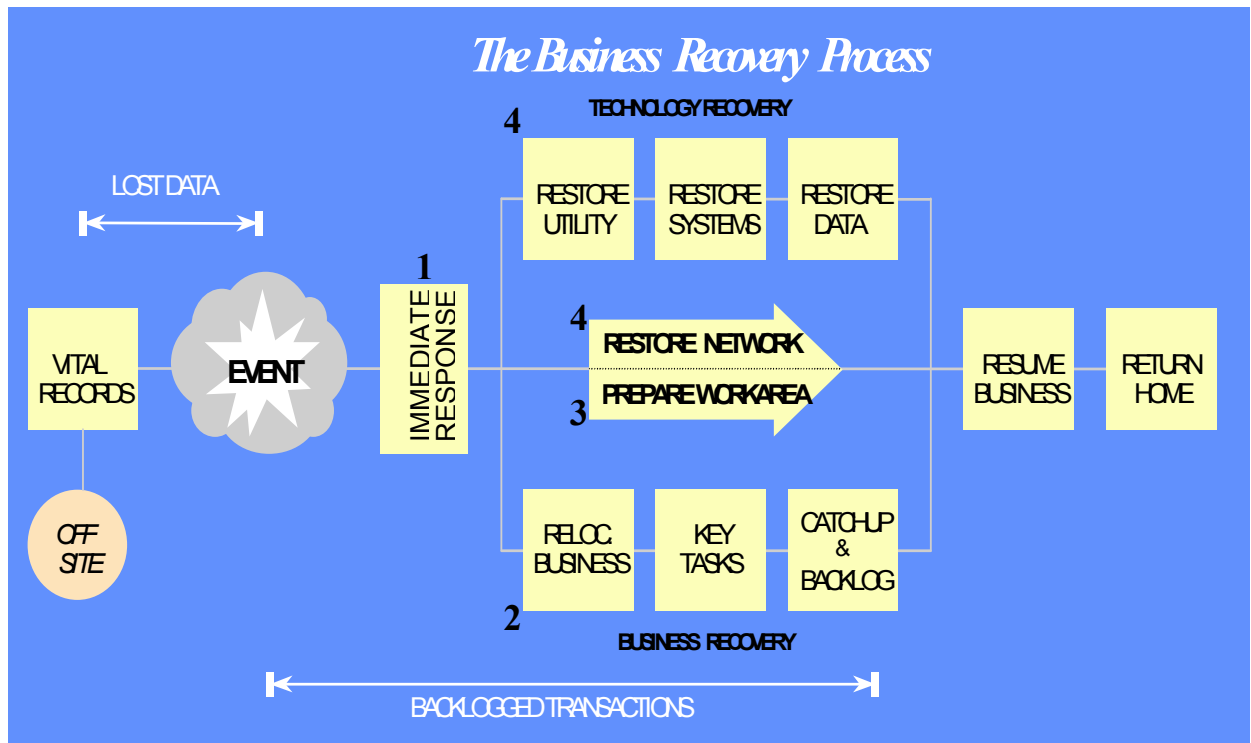 The Business Recovery Process
TECHNOLOGY RECOVERY
4
RESTORE
UTILITY
RESTORE
SYSTEMS
RESTORE
DATA
LOST DATA
1
IMMEDIATE
RESPONSE
VITAL
RECORDS
EVENT
4
RESTORE NETWORK
PREPARE WORKAREA
3
RESUME
BUSINESS
RETURN
HOME
OFF
SITE
RELOC.
BUSINESS
KEY
TASKS
CATCHUP
&
BACKLOG
2
BUSINESS RECOVERY
BACKLOGGED TRANSACTIONS